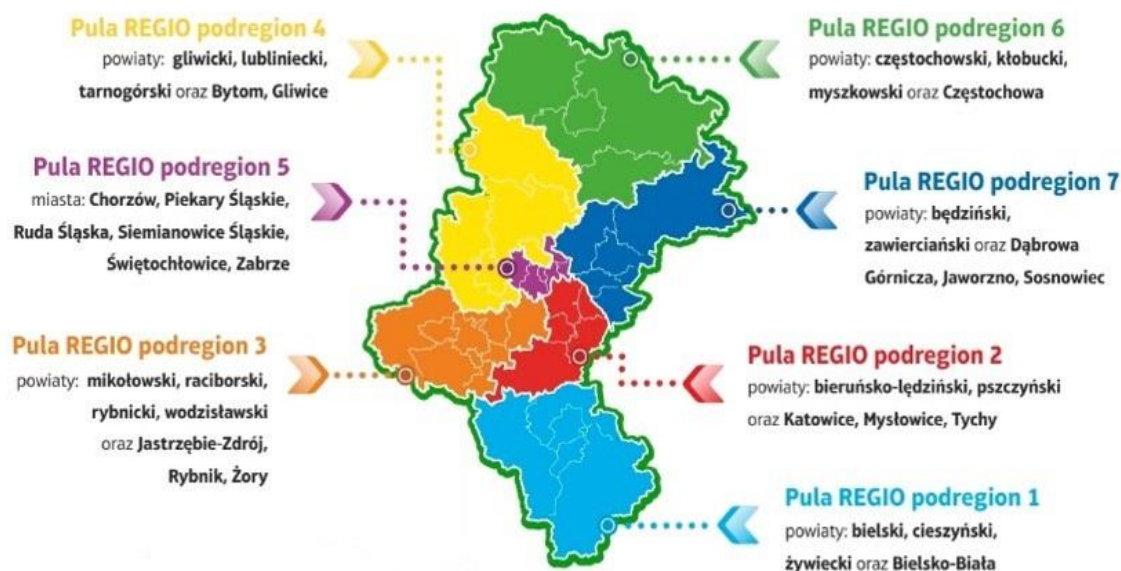 Pula REGIO podregion 4
powiaty: gliwicki, lubliniecki,
tarnogórski oraz Bytom, Gliwice
Pula REGIO podregion 6
powiaty: częstochowski, kłobucki,
myszkowski oraz Częstochowa
Pula REGIO podregion 5
miasta: Chorzów, Piekary Śląskie,
Ruda Śląska, Siemianowice Śląskie,
Świętochłowice, Zabrze
Pula REGIO podregion 7
powiaty: będziński,
zawierciański oraz Dąbrowa
Górnicza, Jaworzno, Sosnowiec
Pula REGIO podregion 3
powiaty: mikołowski, raciborski,
rybnicki, wodzisławski
oraz Jastrzębie-Zdrój,
Rybnik, Żory
Pula REGIO podregion 2
powiaty: bieruńsko-lędziński, pszczyński
oraz Katowice, Mysłowice, Tychy
Pula REGIO podregion 1
powiaty: bielski, cieszyński,
żywiecki oraz Bielsko-Biała